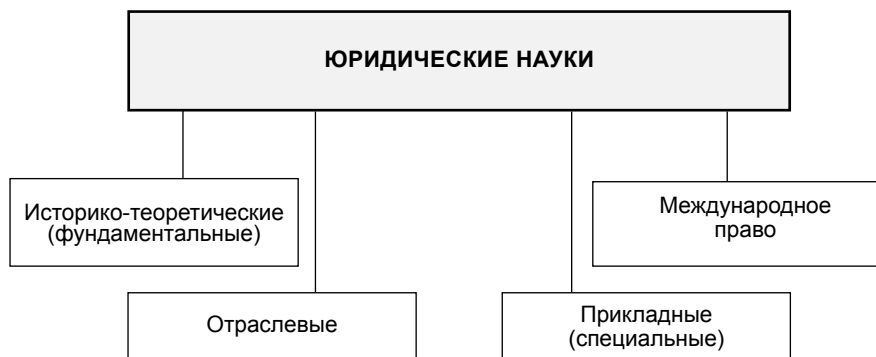 ЮРИДИЧЕСКИЕ НАУКИ
Историко-теоретические
(фундаментальные)
Международное
право
Отраслевые
Прикладные
(специальные)